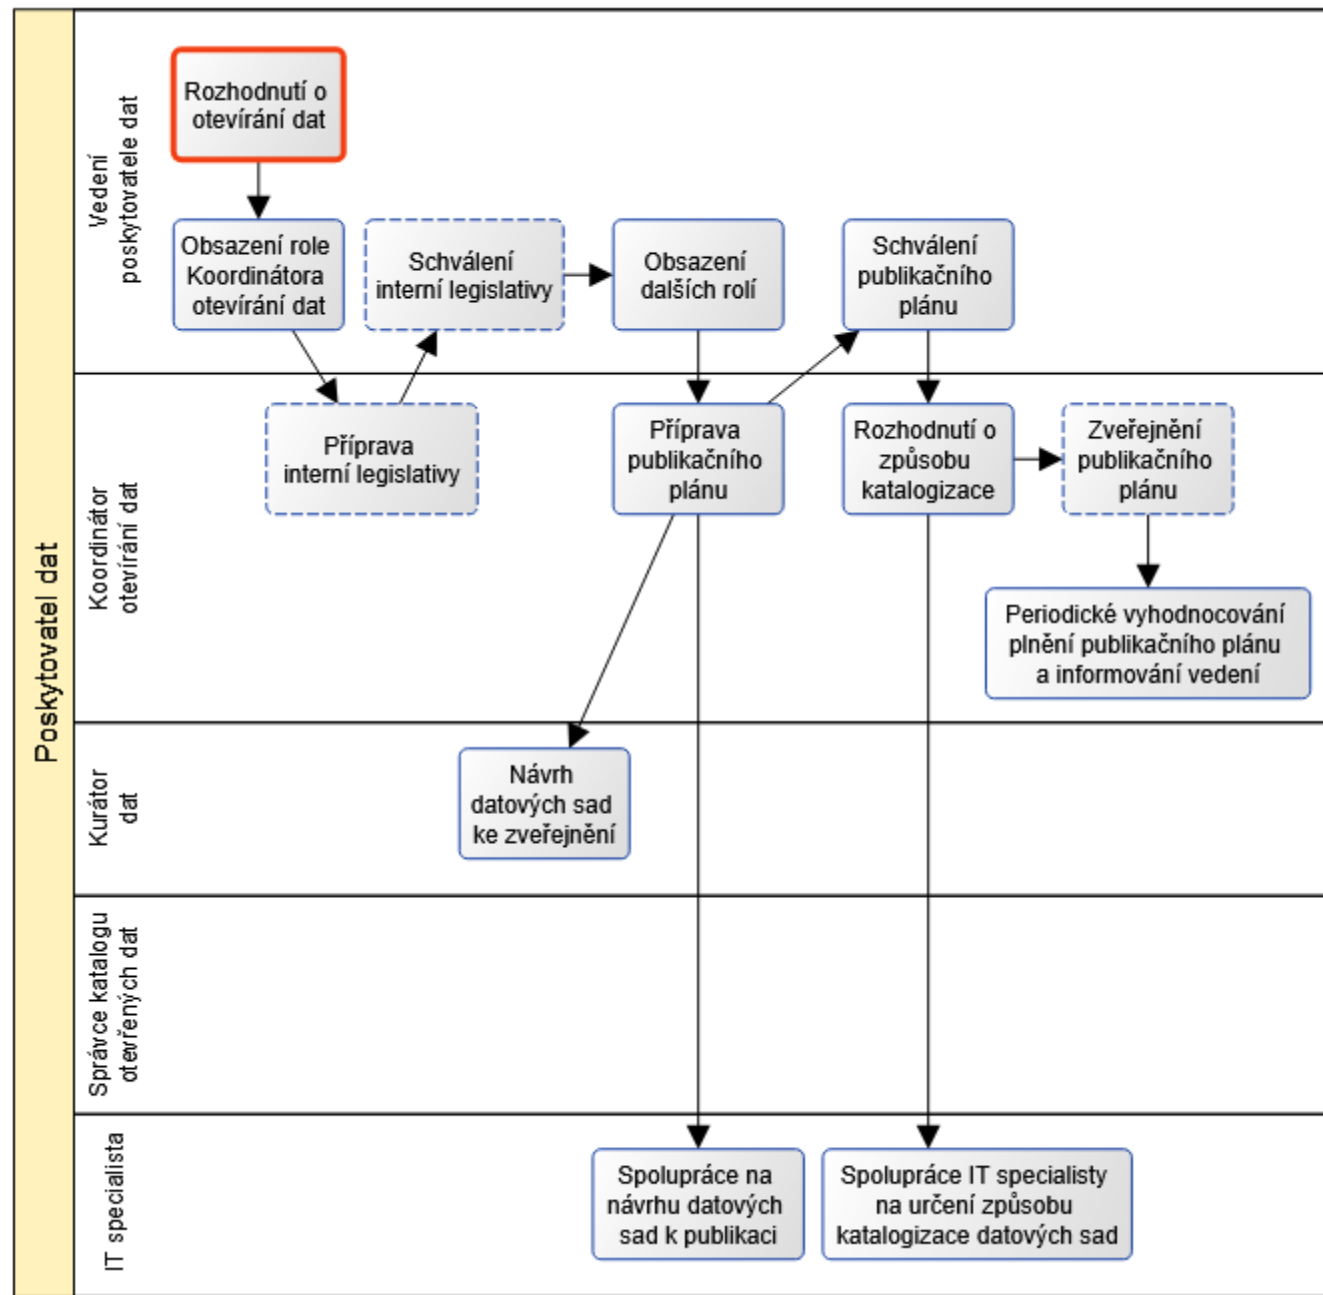 Poskytovatel dat
Vedení
poskytovatele dat
Rozhodnutí o
otevírání dat
Obsazení role
Koordinátora
otevírání dat
Schválení
interní legislativy
Obsazení
dalších rolí
Schválení
publikačního
plánu
Koordinátor
otevírání dat
Příprava
interní legislativy
Příprava
publikačního
plánu
Rozhodnutí o
způsobu
katalogizace
Zveřejnění
publikačního
plánu
Periodické vyhodnocování
plnění publikačního plánu
a informování vedení
Kurátor
dat
Návrh
datových sad
ke zveřejnění
Správce katalogu
otevřených dat
IT specialista
Spolupráce na
návrhu datových
sad k publikaci
Spolupráce IT specialisty
na určení způsobu
katalogizace datových sad